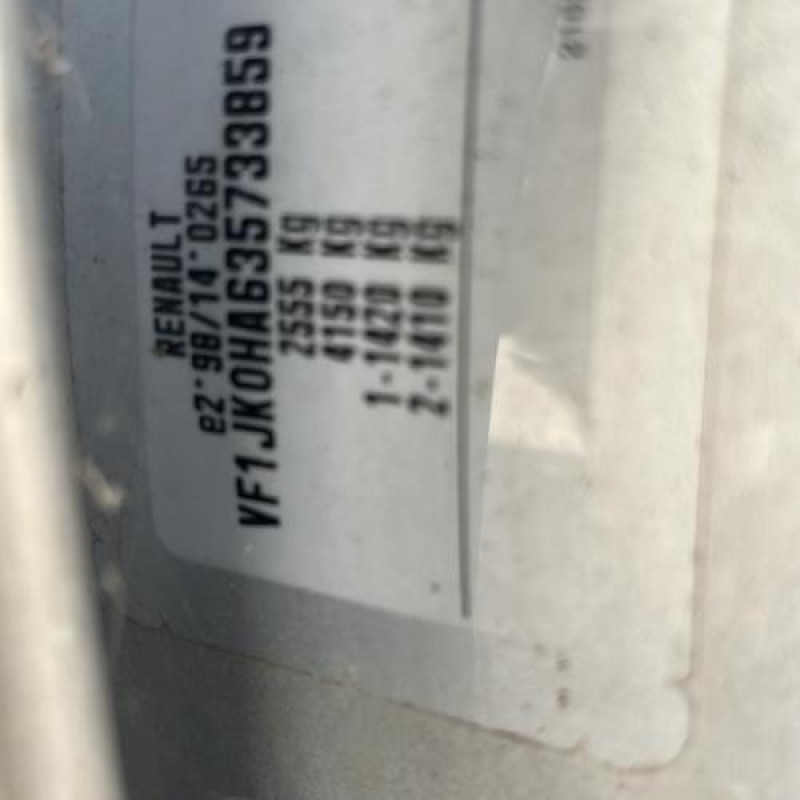 RENAULT
e2*98/14*0265
VF1JK0HA635733859
2555 Kg
4150 Kg
1-1420 Kg
2-1410 Kg